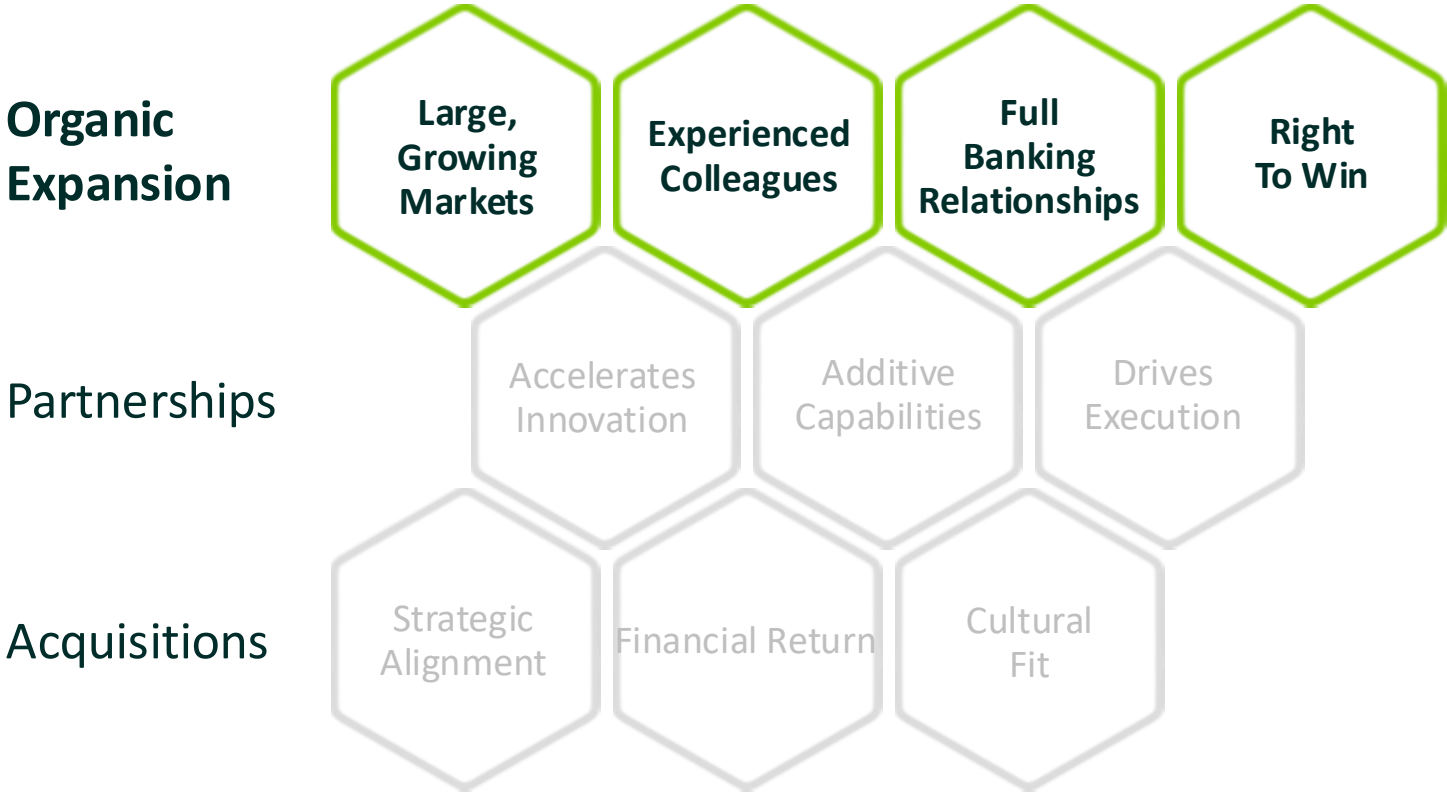 Organic
Expansion
Large,
Growing
Markets
Experienced
Colleagues
Full
Banking
Relationships
Right
To Win
Partnerships
Accelerates
Innovation
Additive
Capabilities
Drives
Execution
Acquisitions
Strategic
Alignment
Financial Return
Cultural
Fit